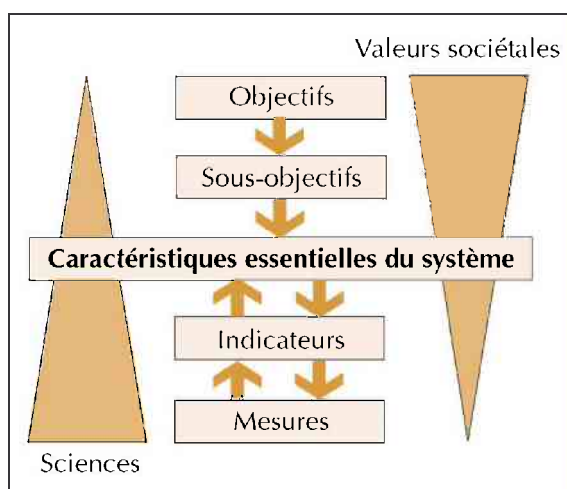 Valeurs sociétales
Objectifs
Sous-objectifs
Caractéristiques essentielles du système
Indicateurs
Mesures
Sciences